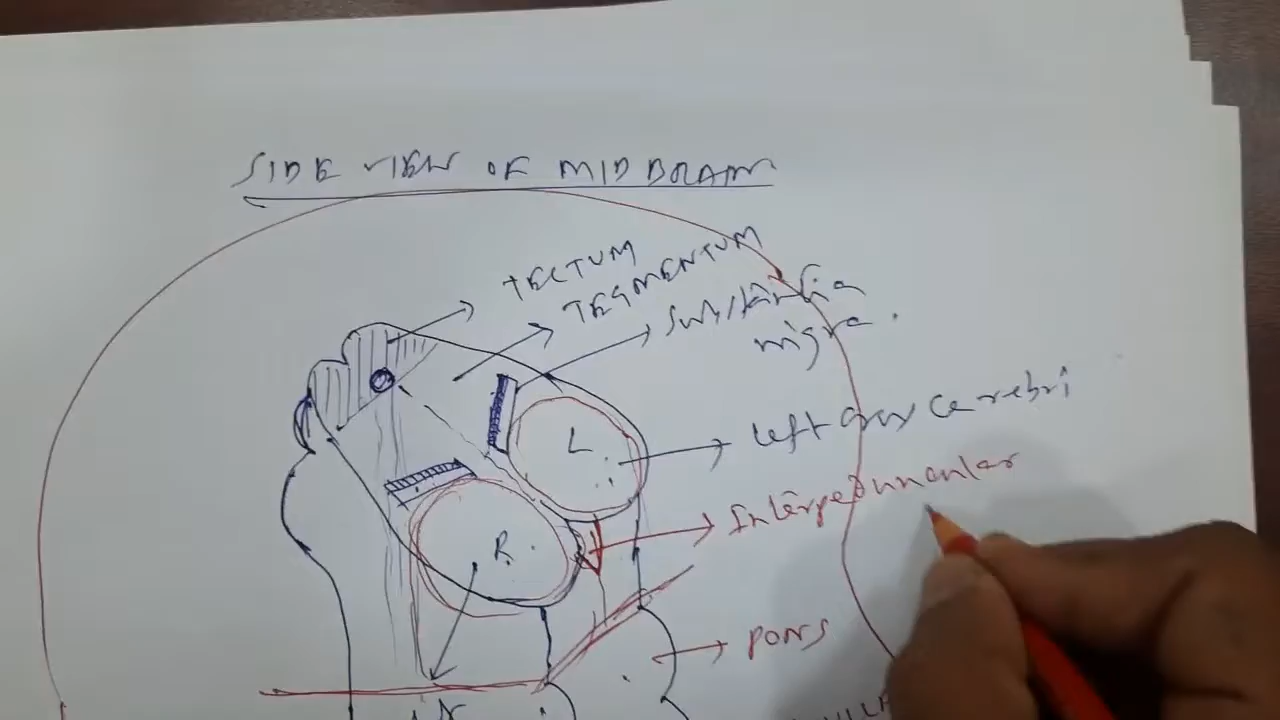 SIDE VIEW OF MIDBRAIN
TECTUM
TEGMENTUM
Substantia
nigra.
L
Left crus cerebri
Interpeduncular
R.
PONS